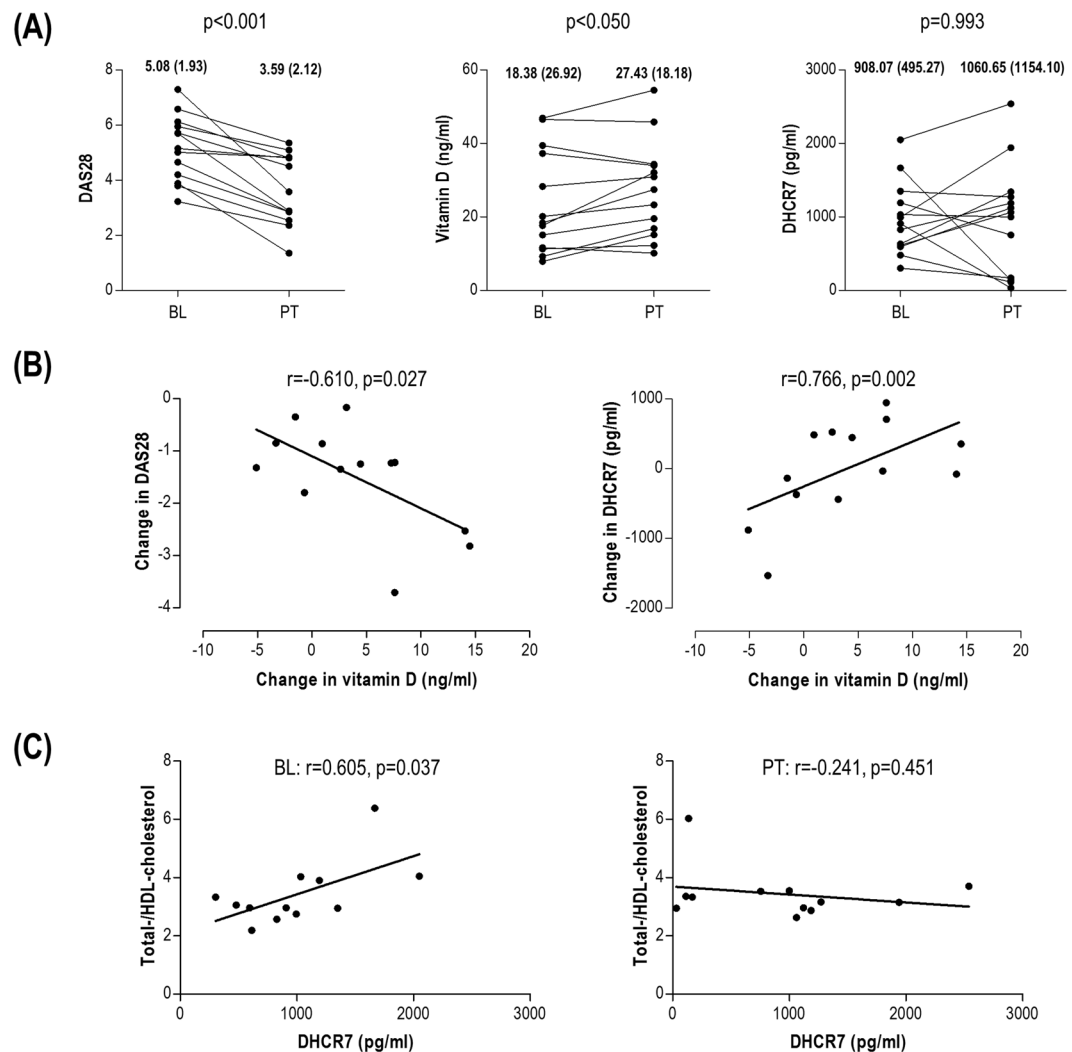 (A)
p<0.001
p<0.050
p=0.993
5.08 (1.93)
3.59 (2.12)
18.38 (26.92)
27.43 (18.18)
908.07 (495.27)
1060.65 (1154.10)
DAS28
8
6
4
2
0
BL
PT
Vitamin D (ng/ml)
60
40
20
0
BL
PT
DHCR7 (pg/ml)
3000
2000
1000
0
BL
PT
(B)
r=-0.610, p=0.027
Change in DAS28
-0
-1
-2
-3
-4
-10
-5
0
5
10
15
20
Change in vitamin D (ng/ml)
r=0.766, p=0.002
Change in DHCR7 (pg/ml)
1000
0
-1000
-2000
-10
-5
0
5
10
15
20
Change in vitamin D (ng/ml)
(C)
BL: r=0.605, p=0.037
Total-/HDL-cholesterol
8
6
4
2
0
0
1000
2000
3000
DHCR7 (pg/ml)
PT: r=-0.241, p=0.451
Total-/HDL-cholesterol
8
6
4
2
0
0
1000
2000
3000
DHCR7 (pg/ml)